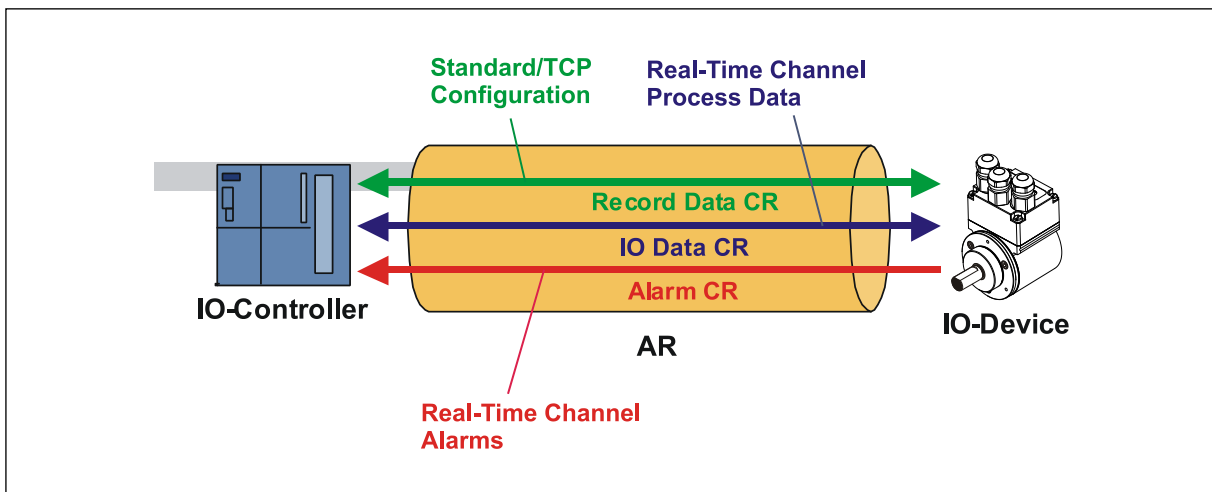 Standard/TCP
Configuration
Real-Time Channel
Process Data
Record Data CR
IO Data CR
Alarm CR
IO-Controller
IO-Device
AR
Real-Time Channel
Alarms